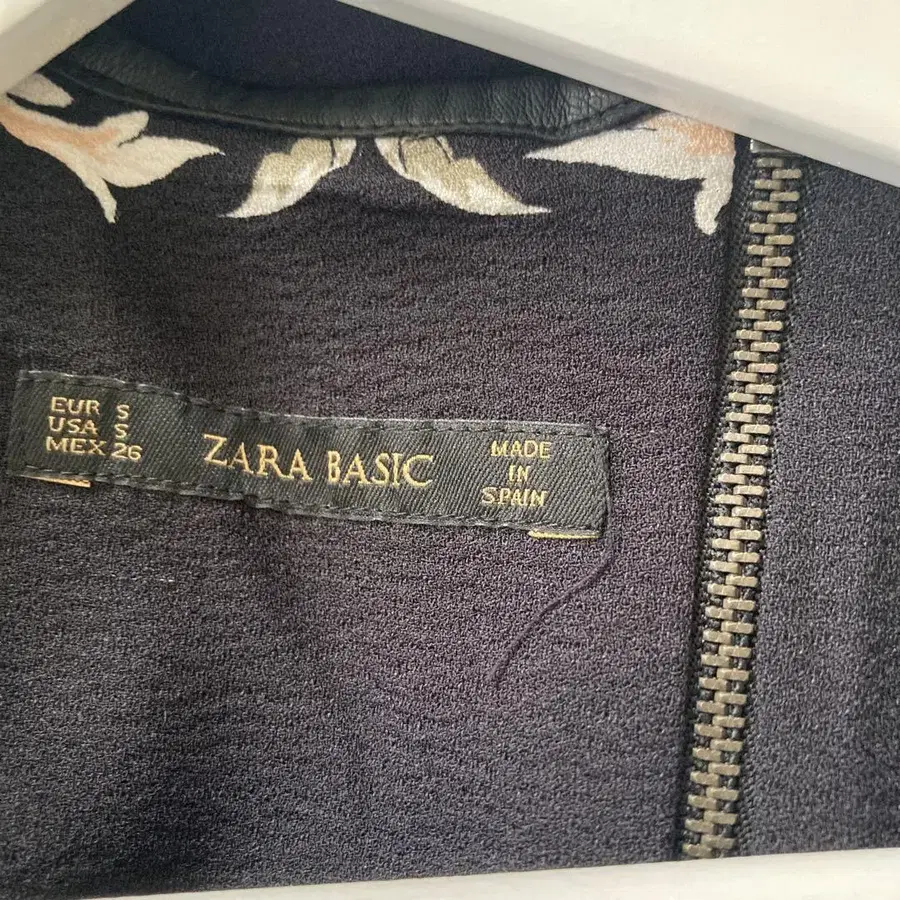 EUR S
USA S
MEX 26
ZARA BASIC
MADE
IN
SPAIN